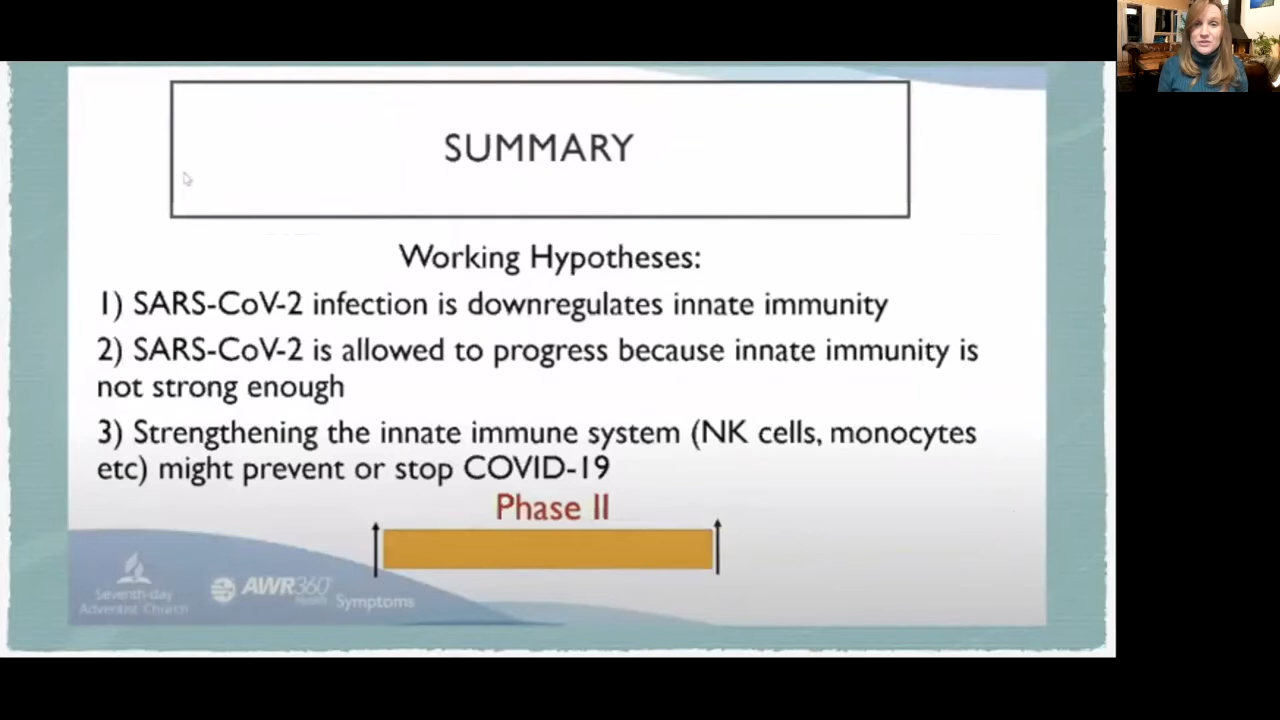 SUMMARY
Working Hypotheses:
1) SARS-CoV-2 infection is downregulates innate immunity
2) SARS-CoV-2 is allowed to progress because innate immunity is
not strong enough
3) Strengthening the innate immune system (NK cells, monocytes
etc) might prevent or stop COVID-19
Phase II
Seventh-day
Adventist Church
AWR360°
Health
Symptoms